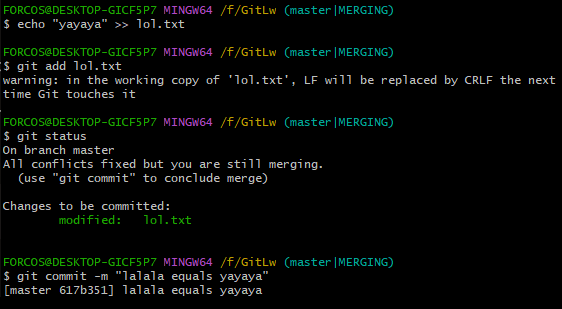 FORCOS@DESKTOP-GICF5P7 MINGW64 /f/GitLw (master|MERGING)
$ echo "yayaya" >> lol.txt
FORCOS@DESKTOP-GICF5P7 MINGW64 /f/GitLw (master|MERGING)
$ git add lol.txt
warning: in the working copy of 'lol.txt', LF will be replaced by CRLF the next
time Git touches it
FORCOS@DESKTOP-GICF5P7 MINGW64 /f/GitLw (master|MERGING)
$ git status
On branch master
All conflicts fixed but you are still merging.
  (use "git commit" to conclude merge)
Changes to be committed:
        modified:   lol.txt
FORCOS@DESKTOP-GICF5P7 MINGW64 /f/GitLw (master|MERGING)
$ git commit -m "lalala equals yayaya"
[master 617b351] lalala equals yayaya